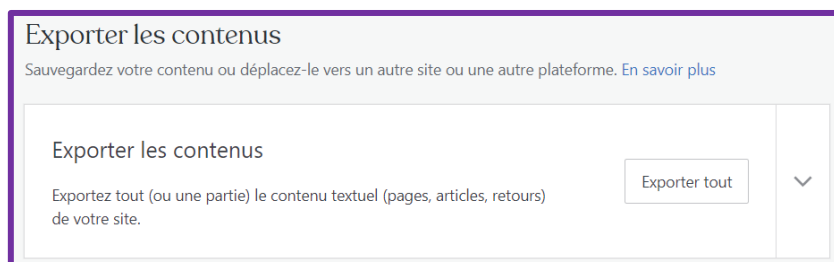 Exporter les contenus
Sauvegardez votre contenu ou déplacez-le vers un autre site ou une autre plateforme. En savoir plus
Exporter les contenus
Exportez tout (ou une partie) le contenu textuel (pages, articles, retours)
de votre site.
Exporter tout